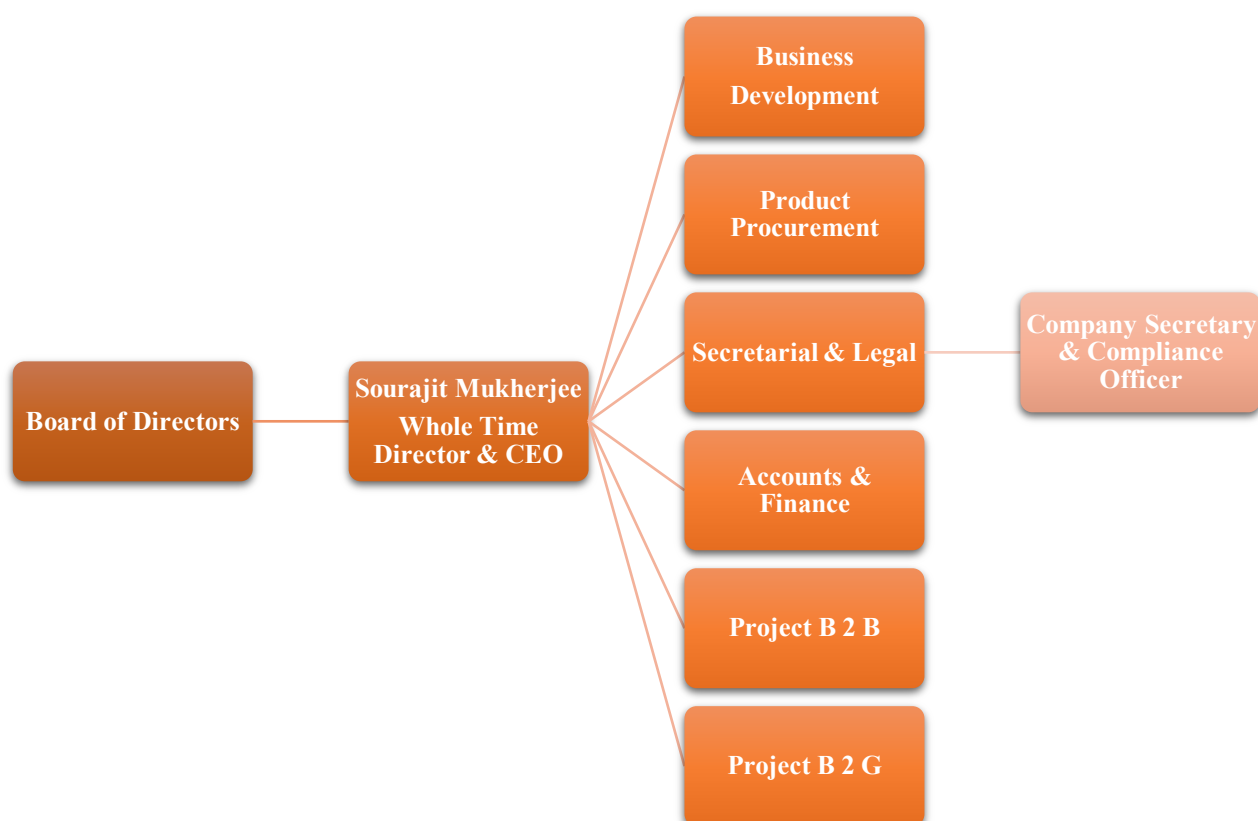 Board of Directors
Sourajit Mukherjee
Whole Time
Director & CEO
Business
Development
Product
Procurement
Secretarial & Legal
Company Secretary
& Compliance
Officer
Accounts &
Finance
Project B 2 B
Project B 2 G